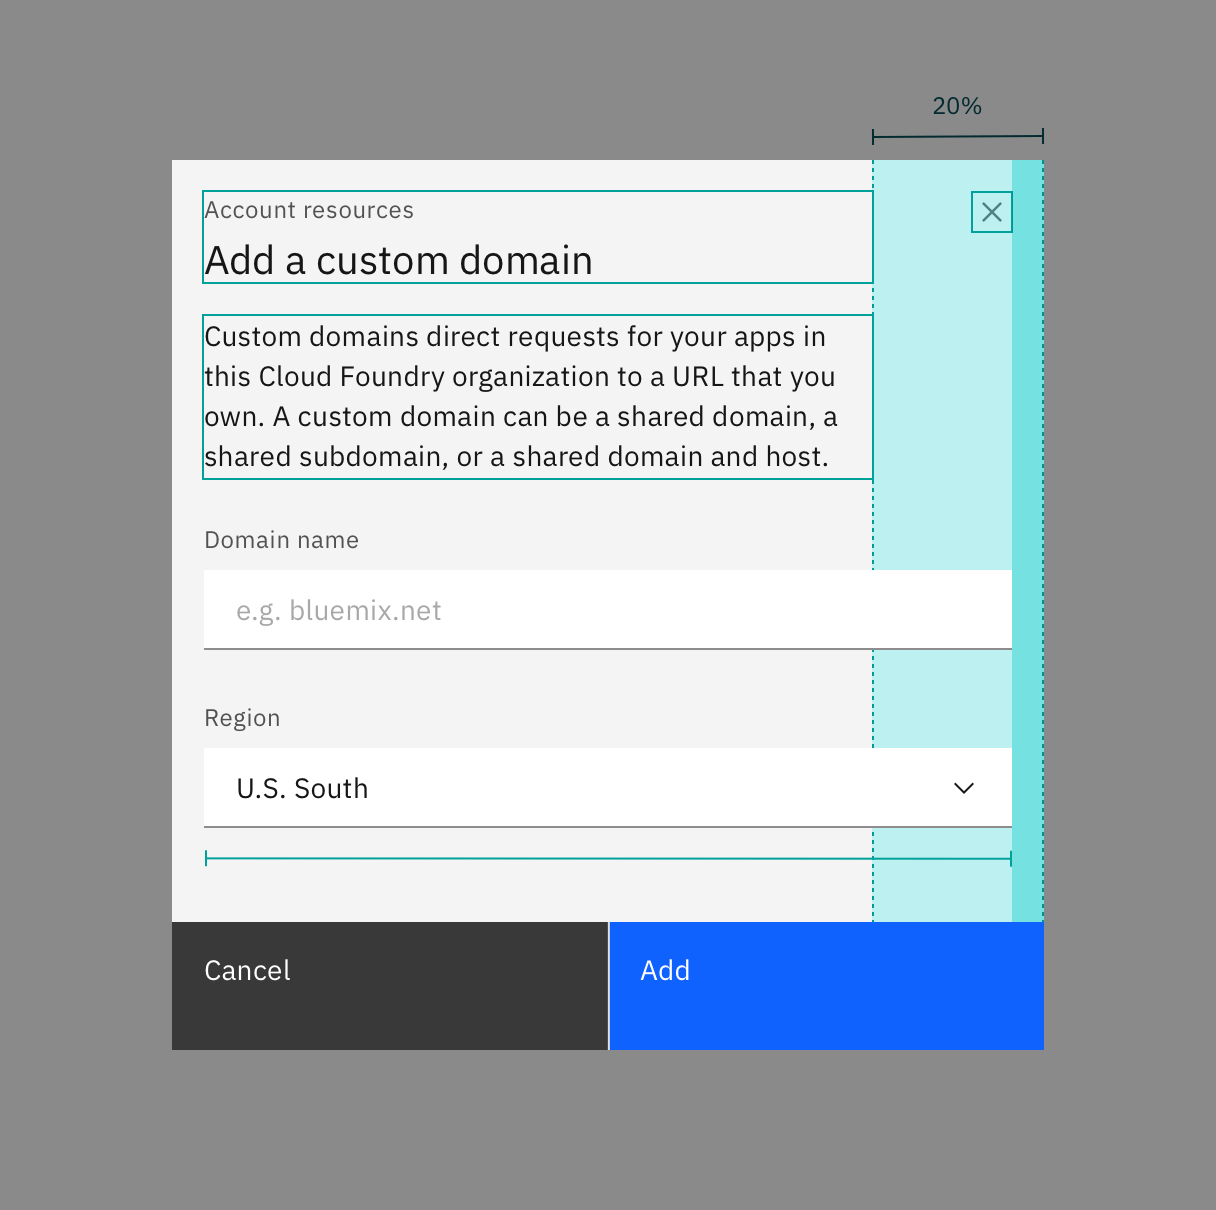 20%
Account resources
Add a custom domain
Custom domains direct requests for your apps in
this Cloud Foundry organization to a URL that you
own. A custom domain can be a shared domain, a
shared subdomain, or a shared domain and host.
Domain name
e.g. bluemix.net
Region
U.S. South
Cancel
Add